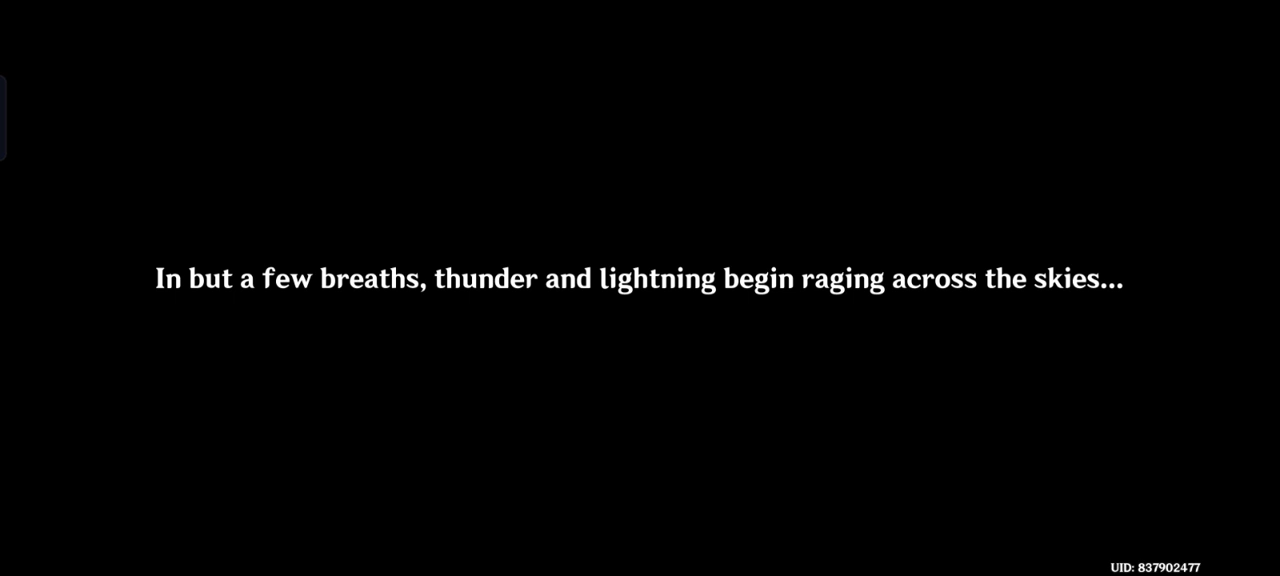 In but a few breaths, thunder and lightning begin raging across the skies...
UID: 837902477